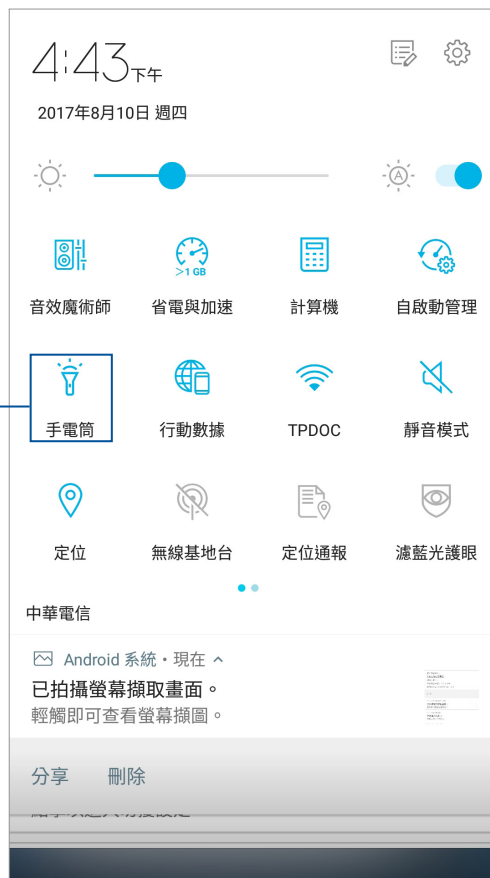 4:43下午
2017年8月10日 週四
A
>1 GB
音效魔術師 省電與加速 計算機 自啟動管理
手電筒 行動數據 TPDOC 靜音模式
定位 無線基地台 定位通報 濾藍光護眼
中華電信
Android 系統 • 現在
已拍攝螢幕擷取畫面。
輕觸即可查看螢幕擷圖。
分享 刪除